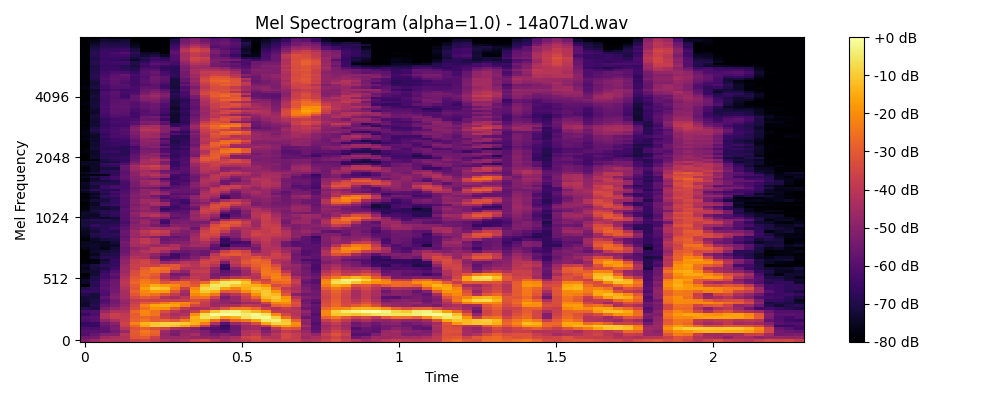 Mel Spectrogram (alpha=1.0) - 14a07Ld.wav
Mel Frequency
4096
2048
1024
512
0
0
0.5
1
1.5
2
Time
+0 dB
-10 dB
-20 dB
-30 dB
-40 dB
-50 dB
-60 dB
-70 dB
-80 dB